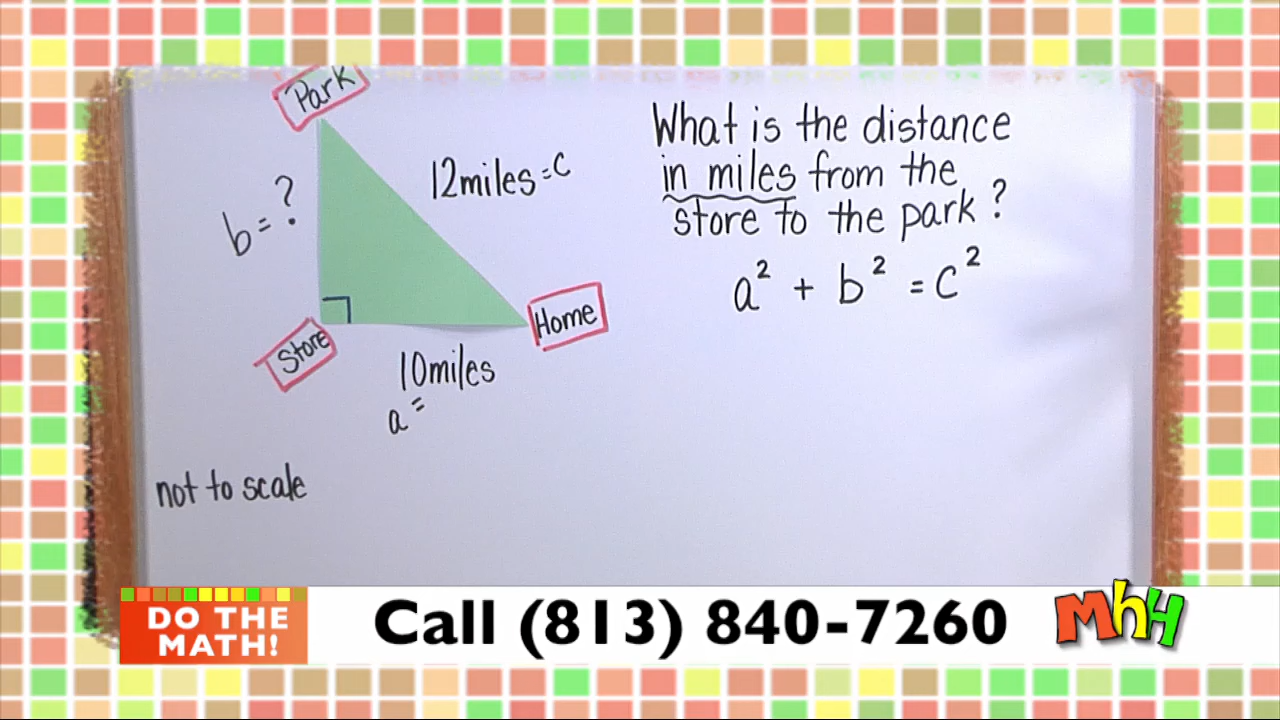 Park
12miles=c
b=?
Store
Home
10miles
a =
not to scale
What is the distance
in miles from the
store to the park?
a² + b² = c²
DO THE
MATH!
Call (813) 840-7260
Mh4